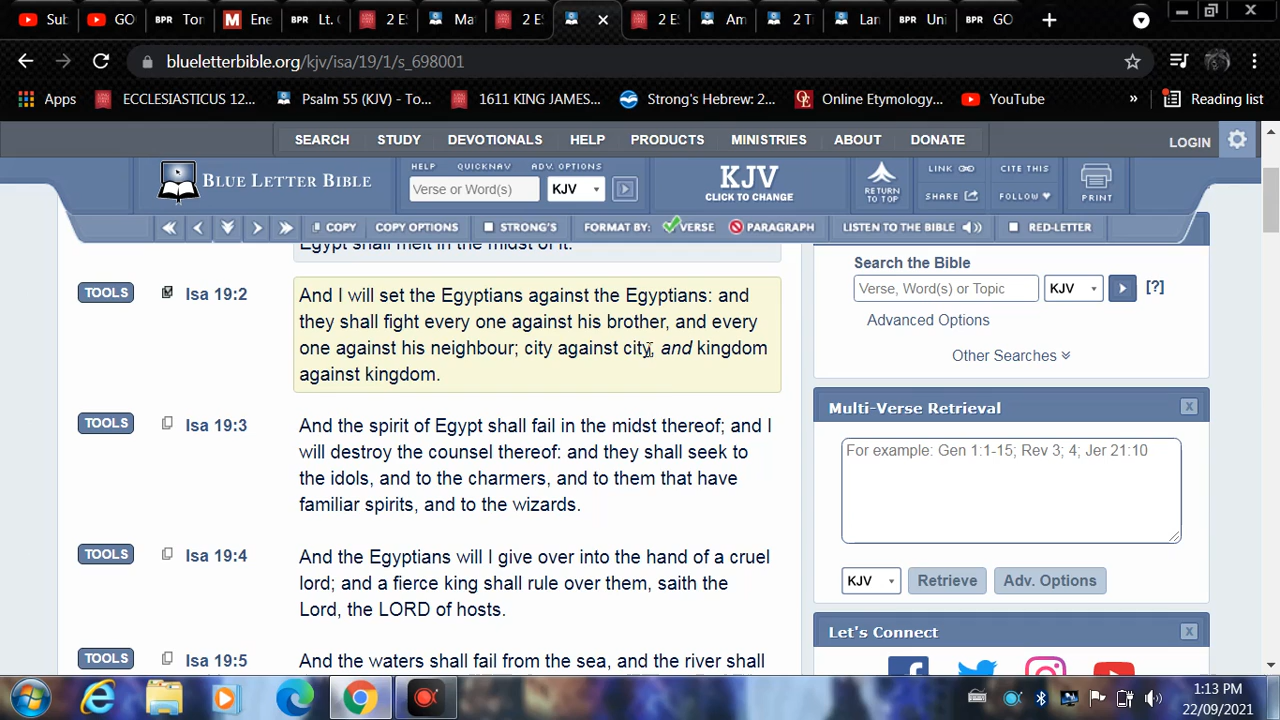 Sub
GO
BPR Tor
M Ene
BPR Lt. (
2 E
Ma
2 E
2 E
Am
2 T
Lan
BPR Uni
BPR GO
blueletterbible.org/kjv/isa/19/1/s_698001
Apps
ECCLESIASTICUS 12...
Psalm 55 (KJV) - To...
1611 KING JAMES...
Strong's Hebrew: 2...
Online Etymology...
YouTube
»
Reading list
SEARCH STUDY DEVOTIONALS HELP PRODUCTS MINISTRIES ABOUT DONATE LOGIN
BLUE LETTER BIBLE
HELP QUICKNAV ADV. OPTIONS
Verse or Word(s) KJV
KJV
CLICK TO CHANGE
RETURN
TO TOP
LINK CITE THIS
SHARE FOLLOW
PRINT
COPY COPY OPTIONS STRONG'S FORMAT BY: VERSE PARAGRAPH LISTEN TO THE BIBLE RED-LETTER
Egypt shall melt in the midst of it.
TOOLS Isa 19:2
And I will set the Egyptians against the Egyptians: and
they shall fight every one against his brother, and every
one against his neighbour; city against city, and kingdom
against kingdom.
TOOLS Isa 19:3
And the spirit of Egypt shall fail in the midst thereof; and I
will destroy the counsel thereof: and they shall seek to
the idols, and to the charmers, and to them that have
familiar spirits, and to the wizards.
TOOLS Isa 19:4
And the Egyptians will I give over into the hand of a cruel
lord; and a fierce king shall rule over them, saith the
Lord, the LORD of hosts.
TOOLS Isa 19:5
And the waters shall fail from the sea, and the river shall
Search the Bible
Verse, Word(s) or Topic KJV [?]
Advanced Options
Other Searches
Multi-Verse Retrieval X
For example: Gen 1:1-15; Rev 3; 4; Jer 21:10
KJV Retrieve Adv. Options
Let's Connect X
1:13 PM
22/09/2021